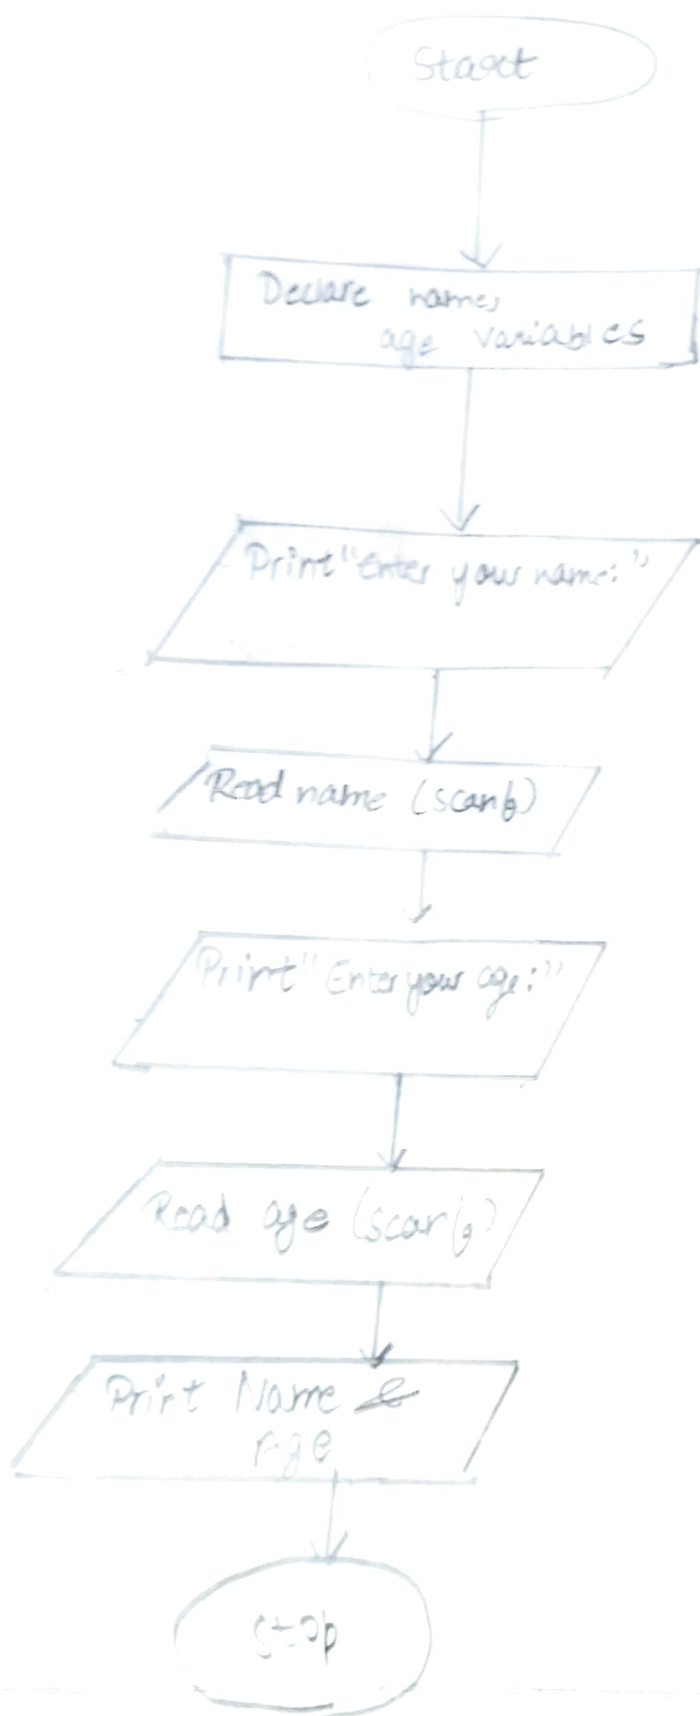 Start
Declare name,
age variables
Print "Enter your name:"
Read name (scanf)
Print "Enter your age:"
Read age (scanf)
Print Name &
Age
Stop